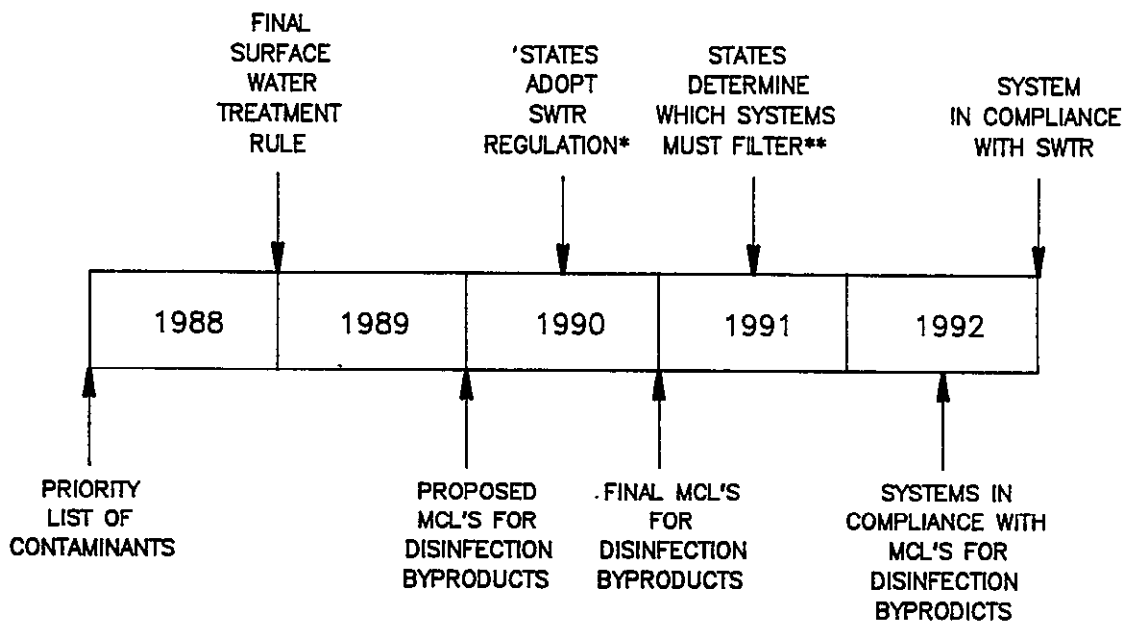 FINAL
SURFACE
WATER
TREATMENT
RULE
'STATES
ADOPT
SWTR
REGULATION*
STATES
DETERMINE
WHICH SYSTEMS
MUST FILTER**
SYSTEM
IN COMPLIANCE
WITH SWTR
1988
1989
1990
1991
1992
PRIORITY
LIST OF
CONTAMINANTS
PROPOSED
MCL'S FOR
DISINFECTION
BYPRODUCTS
.FINAL MCL'S
FOR
DISINFECTION
BYPRODUCTS
SYSTEMS IN
COMPLIANCE WITH
MCL'S FOR
DISINFECTION
BYPRODICTS